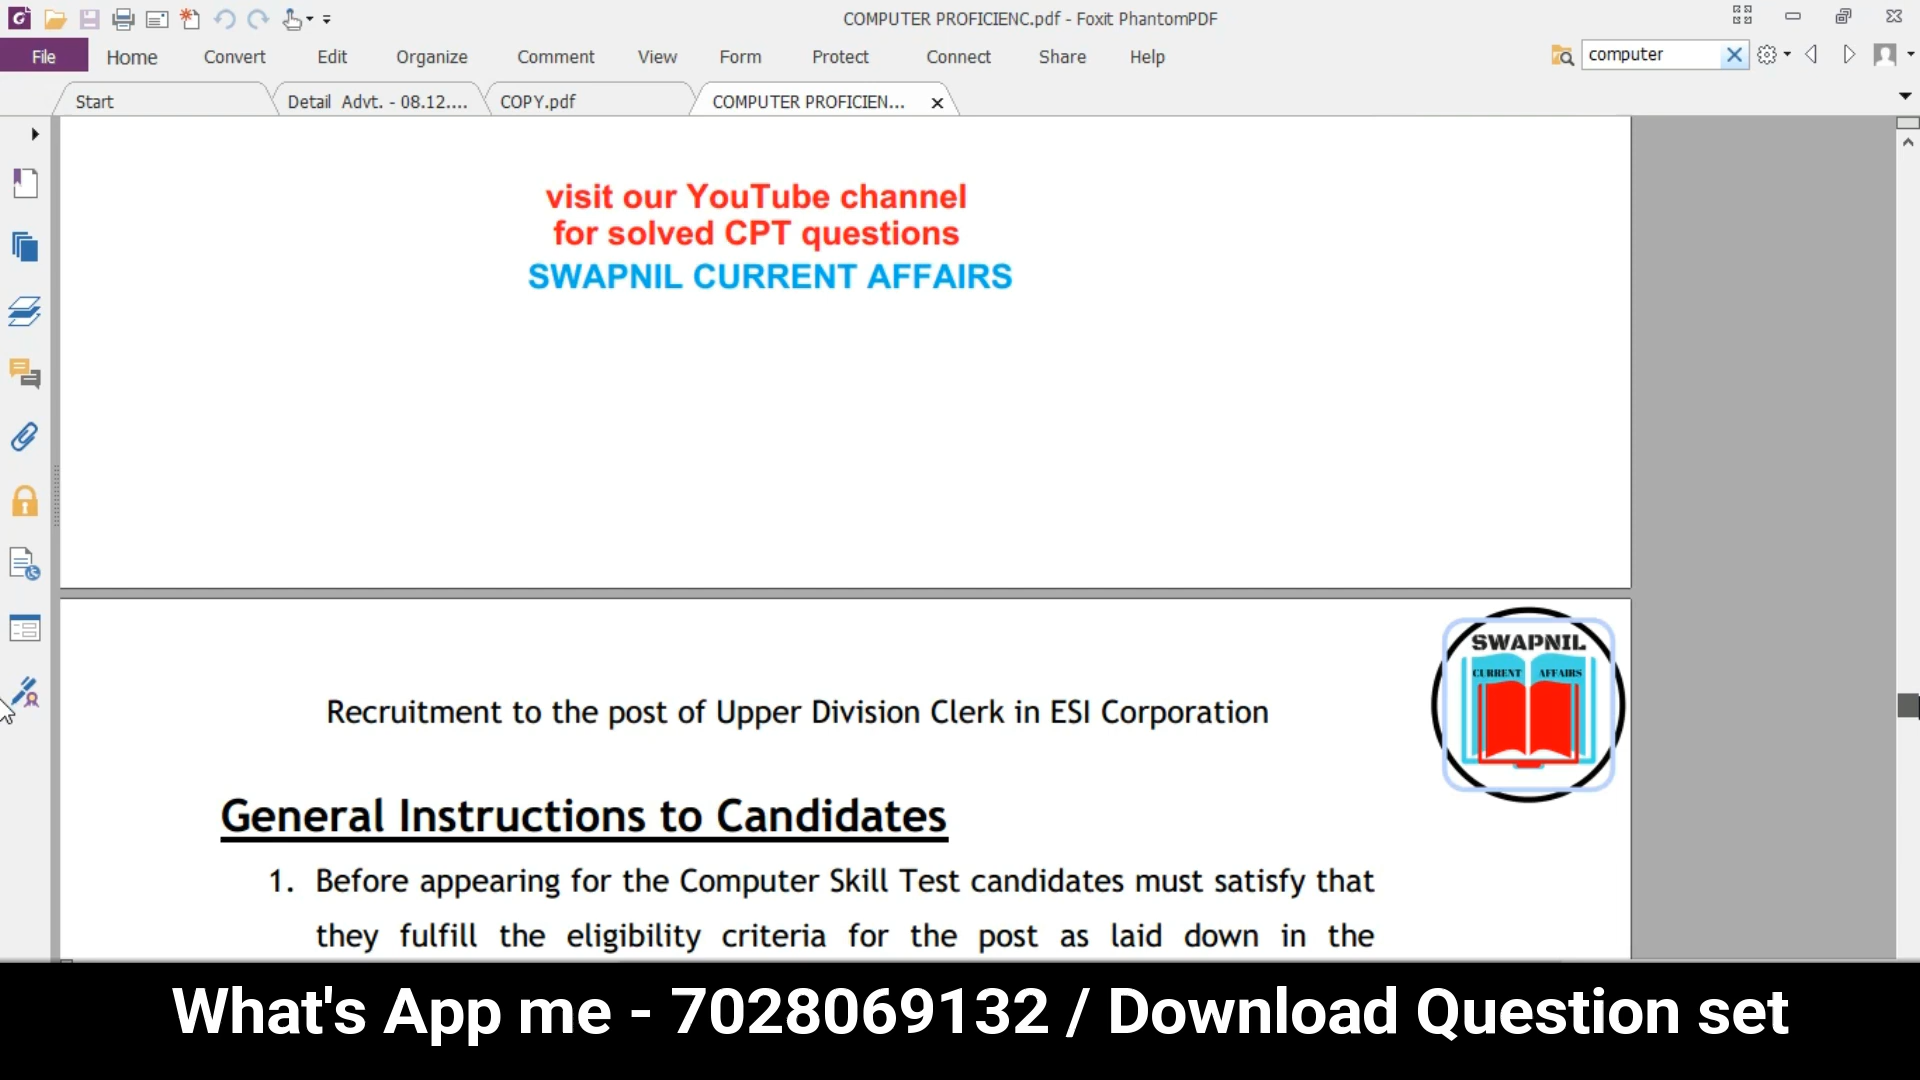 COMPUTER PROFICIENC.pdf - Foxit PhantomPDF
File Home Convert Edit Organize Comment View Form Protect Connect Share Help computer
Start Detail Advt. - 08.12.... COPY.pdf COMPUTER PROFICIEN...
visit our YouTube channel
for solved CPT questions
SWAPNIL CURRENT AFFAIRS
SWAPNIL
CURRENT AFFAIRS
Recruitment to the post of Upper Division Clerk in ESI Corporation
General Instructions to Candidates
1. Before appearing for the Computer Skill Test candidates must satisfy that
they fulfill the eligibility criteria for the post as laid down in the
What's App me - 7028069132 / Download Question set